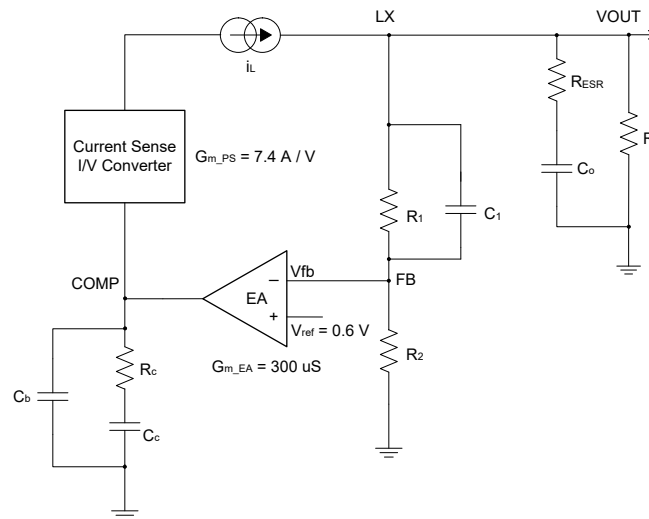 LX
VOUT
iL
RESR
Current Sense
I/V Converter
Gm_PS = 7.4 A / V
R
Co
R1
C1
COMP
Vfb
FB
EA
Vref = 0.6 V
R2
Gm_EA = 300 uS
Rc
Cb
Cc